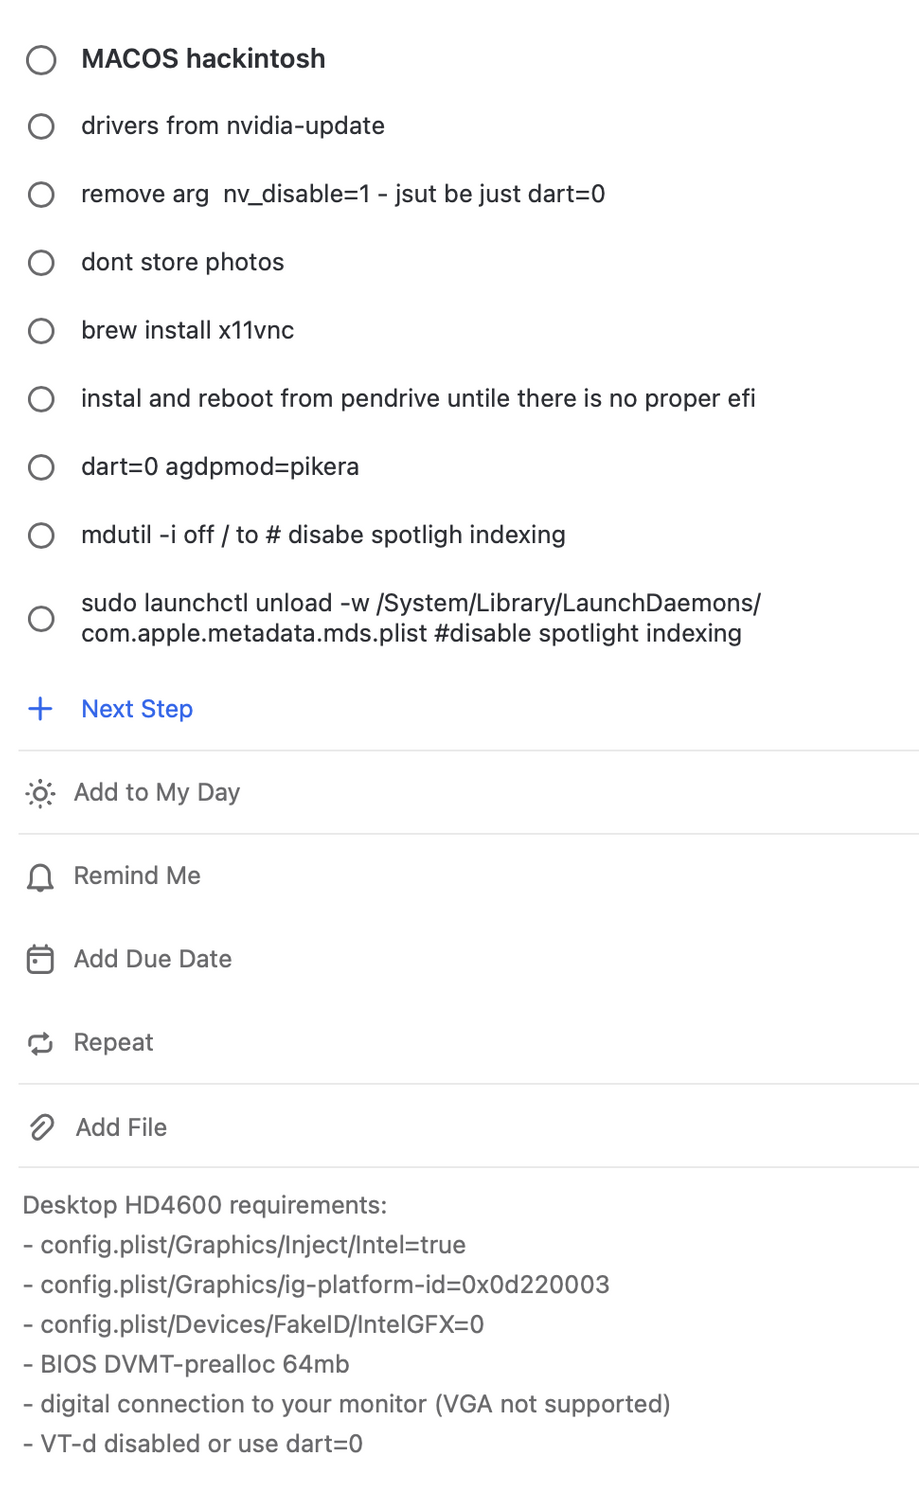 MACOS hackintosh
drivers from nvidia-update
remove arg  nv_disable=1 - jsut be just dart=0
dont store photos
brew install x11vnc
instal and reboot from pendrive untile there is no proper efi
dart=0 agdpmod=pikera
mdutil -i off / to # disabe spotligh indexing
sudo launchctl unload -w /System/Library/LaunchDaemons/
com.apple.metadata.mds.plist #disable spotlight indexing
Next Step
Add to My Day
Remind Me
Add Due Date
Repeat
Add File
Desktop HD4600 requirements:
- config.plist/Graphics/Inject/Intel=true
- config.plist/Graphics/ig-platform-id=0x0d220003
- config.plist/Devices/FakeID/IntelGFX=0
- BIOS DVMT-prealloc 64mb
- digital connection to your monitor (VGA not supported)
- VT-d disabled or use dart=0